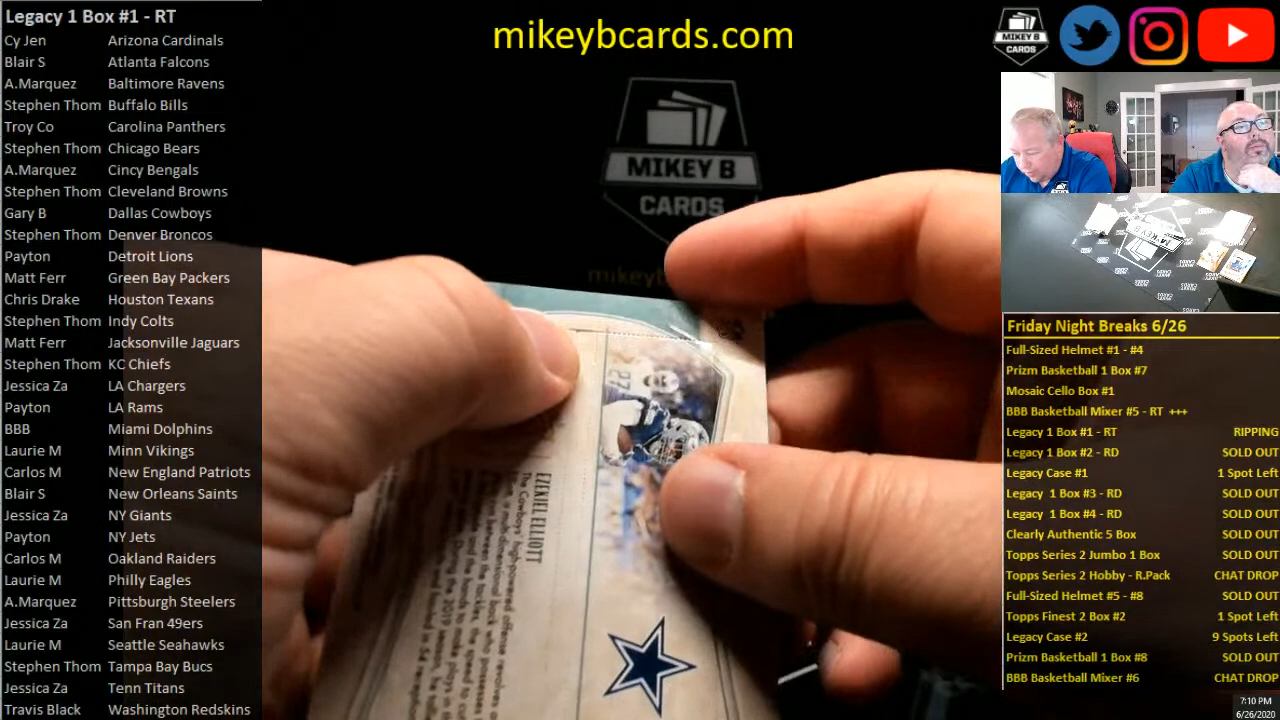 Legacy 1 Box #1 - RT
Cy Jen Arizona Cardinals
Blair S Atlanta Falcons
A.Marquez Baltimore Ravens
Stephen Thom Buffalo Bills
Troy Co Carolina Panthers
Stephen Thom Chicago Bears
A.Marquez Cincy Bengals
Stephen Thom Cleveland Browns
Gary B Dallas Cowboys
Stephen Thom Denver Broncos
Payton Detroit Lions
Matt Ferr Green Bay Packers
Chris Drake Houston Texans
Stephen Thom Indy Colts
Matt Ferr Jacksonville Jaguars
Stephen Thom KC Chiefs
Jessica Za LA Chargers
Payton LA Rams
BBB Miami Dolphins
Laurie M Minn Vikings
Carlos M New England Patriots
Blair S New Orleans Saints
Jessica Za NY Giants
Payton NY Jets
Carlos M Oakland Raiders
Laurie M Philly Eagles
A.Marquez Pittsburgh Steelers
Jessica Za San Fran 49ers
Laurie M Seattle Seahawks
Stephen Thom Tampa Bay Bucs
Jessica Za Tenn Titans
Travis Black Washington Redskins
mikeybcards.com
MIKEY B
CARDS
EZEKIEL ELLIOTT
The Cowboys' high-powered offense revolves
MIKEY B
CARDS
Friday Night Breaks 6/26
Full-Sized Helmet #1 - #4
Prizm Basketball 1 Box #7
Mosaic Cello Box #1
BBB Basketball Mixer #5 - RT +++
Legacy 1 Box #1 - RT RIPPING
Legacy 1 Box #2 - RD SOLD OUT
Legacy Case #1 1 Spot Left
Legacy 1 Box #3 - RD SOLD OUT
Legacy 1 Box #4 - RD SOLD OUT
Clearly Authentic 5 Box SOLD OUT
Topps Series 2 Jumbo 1 Box SOLD OUT
Topps Series 2 Hobby - R.Pack CHAT DROP
Full-Sized Helmet #5 - #8 SOLD OUT
Topps Finest 2 Box #2 1 Spot Left
Legacy Case #2 9 Spots Left
Prizm Basketball 1 Box #8 SOLD OUT
BBB Basketball Mixer #6 CHAT DROP
7:10 PM
6/26/2020